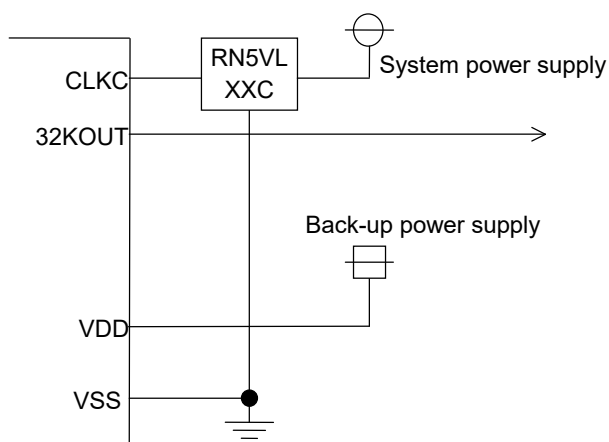 RN5VL
XXC
System power supply
CLKC
32KOUT
Back-up power supply
VDD
VSS